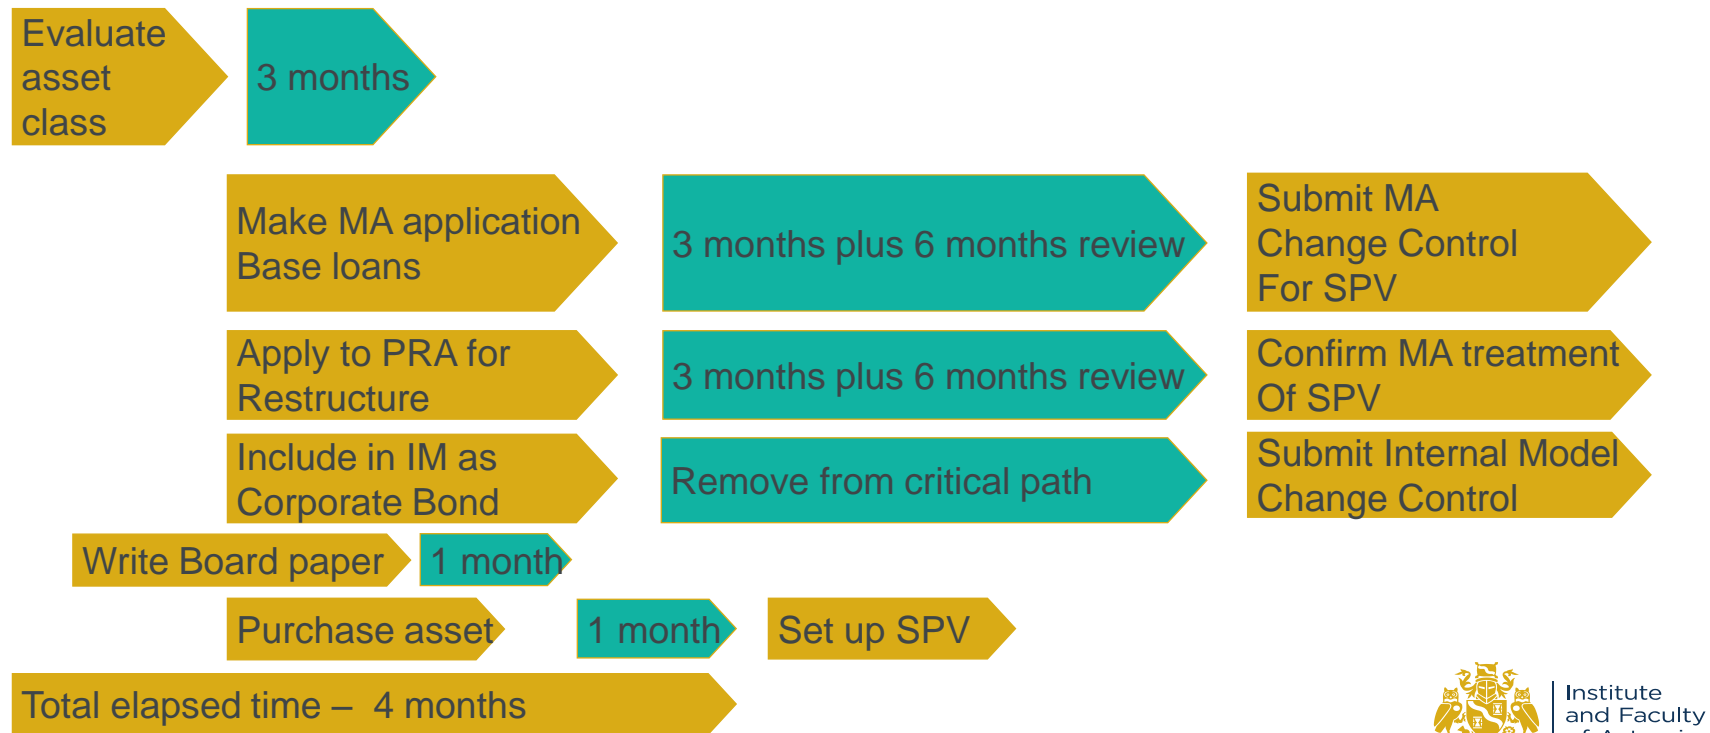 Evaluate
asset
class
3 months
Make MA application
Base loans
3 months plus 6 months review
Submit MA
Change Control
For SPV
Apply to PRA for
Restructure
3 months plus 6 months review
Confirm MA treatment
Of SPV
Include in IM as
Corporate Bond
Remove from critical path
Submit Internal Model
Change Control
Write Board paper
1 month
Purchase asset
1 month
Set up SPV
Total elapsed time – 4 months
Institute
and Faculty